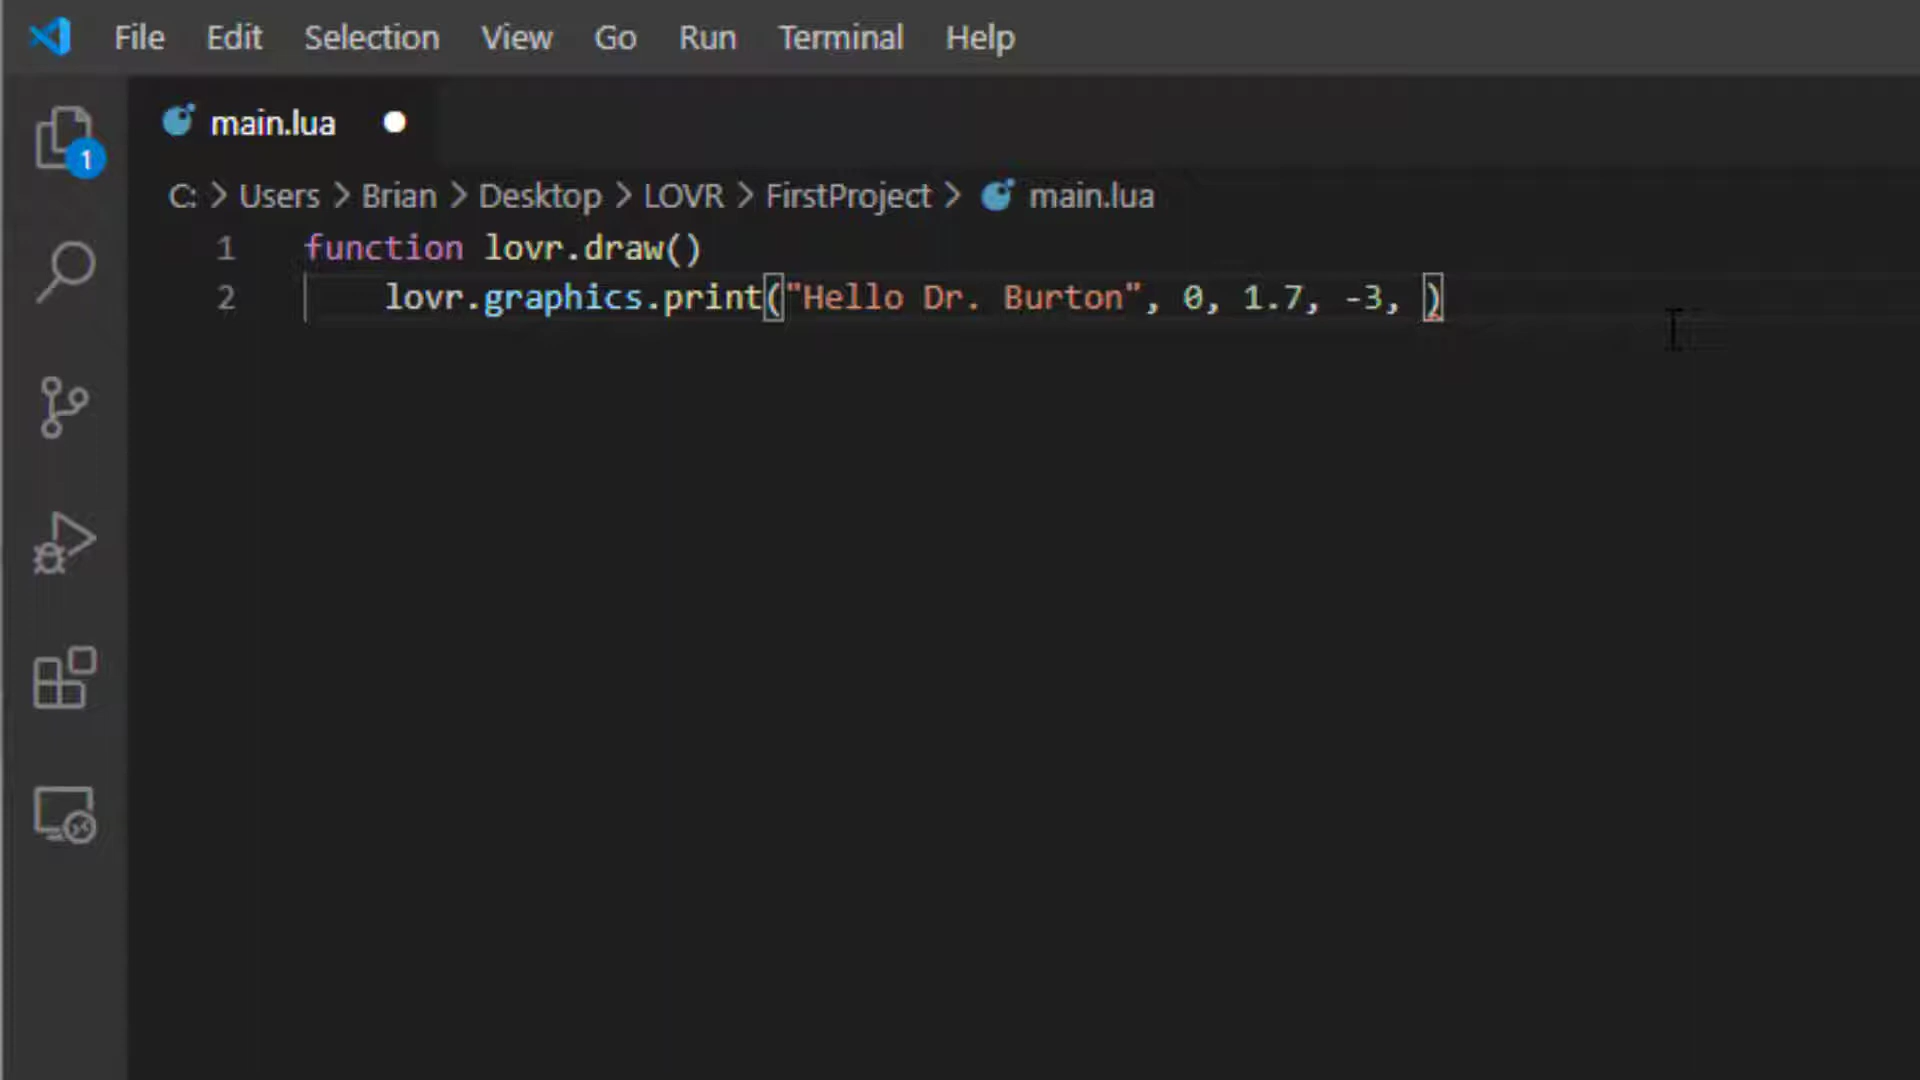 File Edit Selection View Go Run Terminal Help
main.lua
1
C: > Users > Brian > Desktop > LOVR > FirstProject > main.lua
1 function lovr.draw()
2 lovr.graphics.print("Hello Dr. Burton", 0, 1.7, -3, )